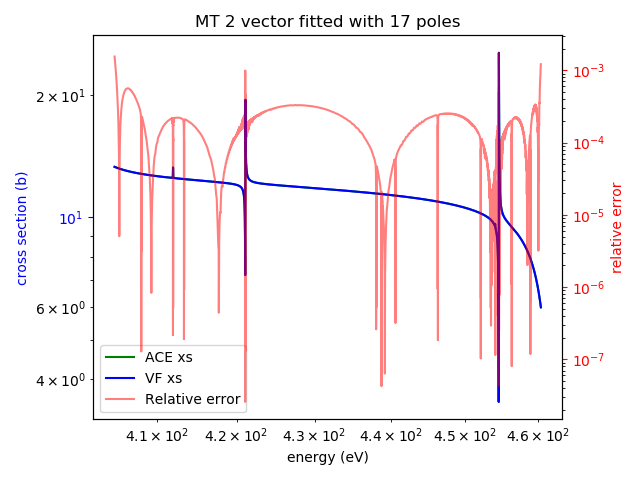 MT 2 vector fitted with 17 poles
cross section (b)
2 × 10¹
10¹
6 × 10⁰
4 × 10⁰
10⁻³
10⁻⁴
10⁻⁵
10⁻⁶
10⁻⁷
relative error
ACE xs
VF xs
Relative error
4.1 × 10² 4.2 × 10² 4.3 × 10² 4.4 × 10² 4.5 × 10² 4.6 × 10²
energy (eV)